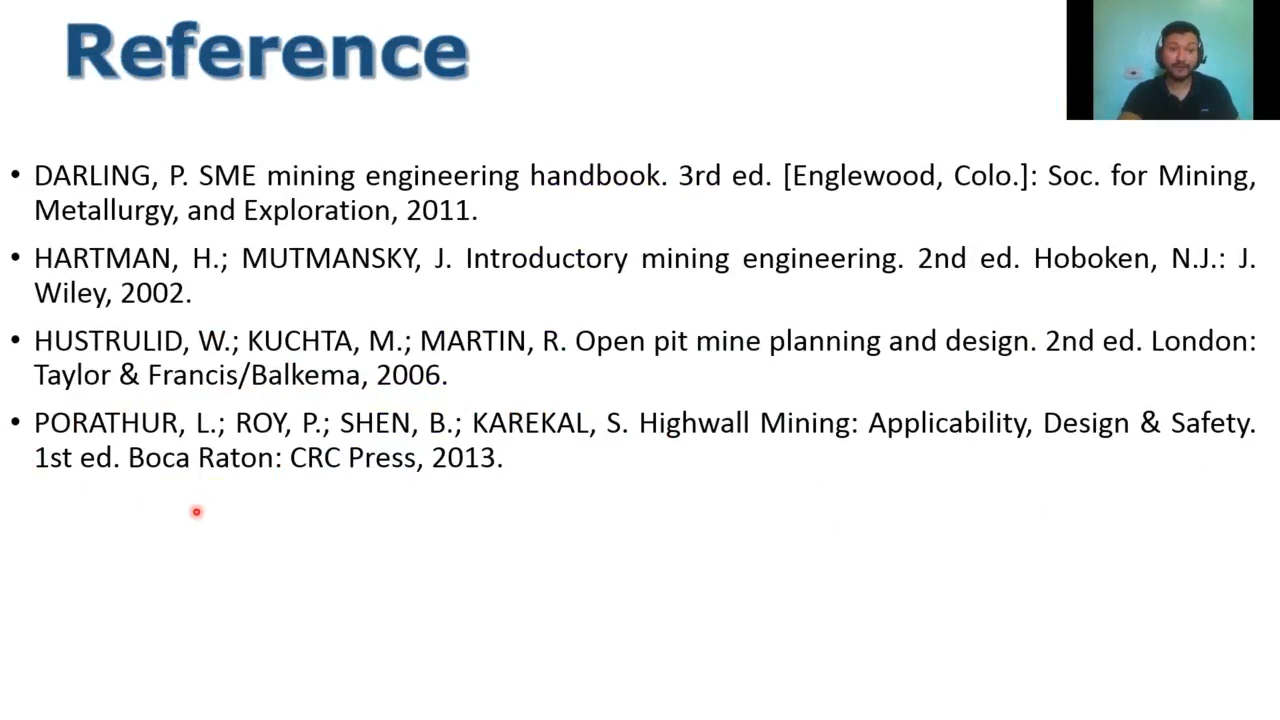 Reference
• DARLING, P. SME mining engineering handbook. 3rd ed. [Englewood, Colo.]: Soc. for Mining,
Metallurgy, and Exploration, 2011.
• HARTMAN, H.; MUTMANSKY, J. Introductory mining engineering. 2nd ed. Hoboken, N.J.: J.
Wiley, 2002.
• HUSTRULID, W.; KUCHTA, M.; MARTIN, R. Open pit mine planning and design. 2nd ed. London:
Taylor & Francis/Balkema, 2006.
• PORATHUR, L.; ROY, P.; SHEN, B.; KAREKAL, S. Highwall Mining: Applicability, Design & Safety.
1st ed. Boca Raton: CRC Press, 2013.